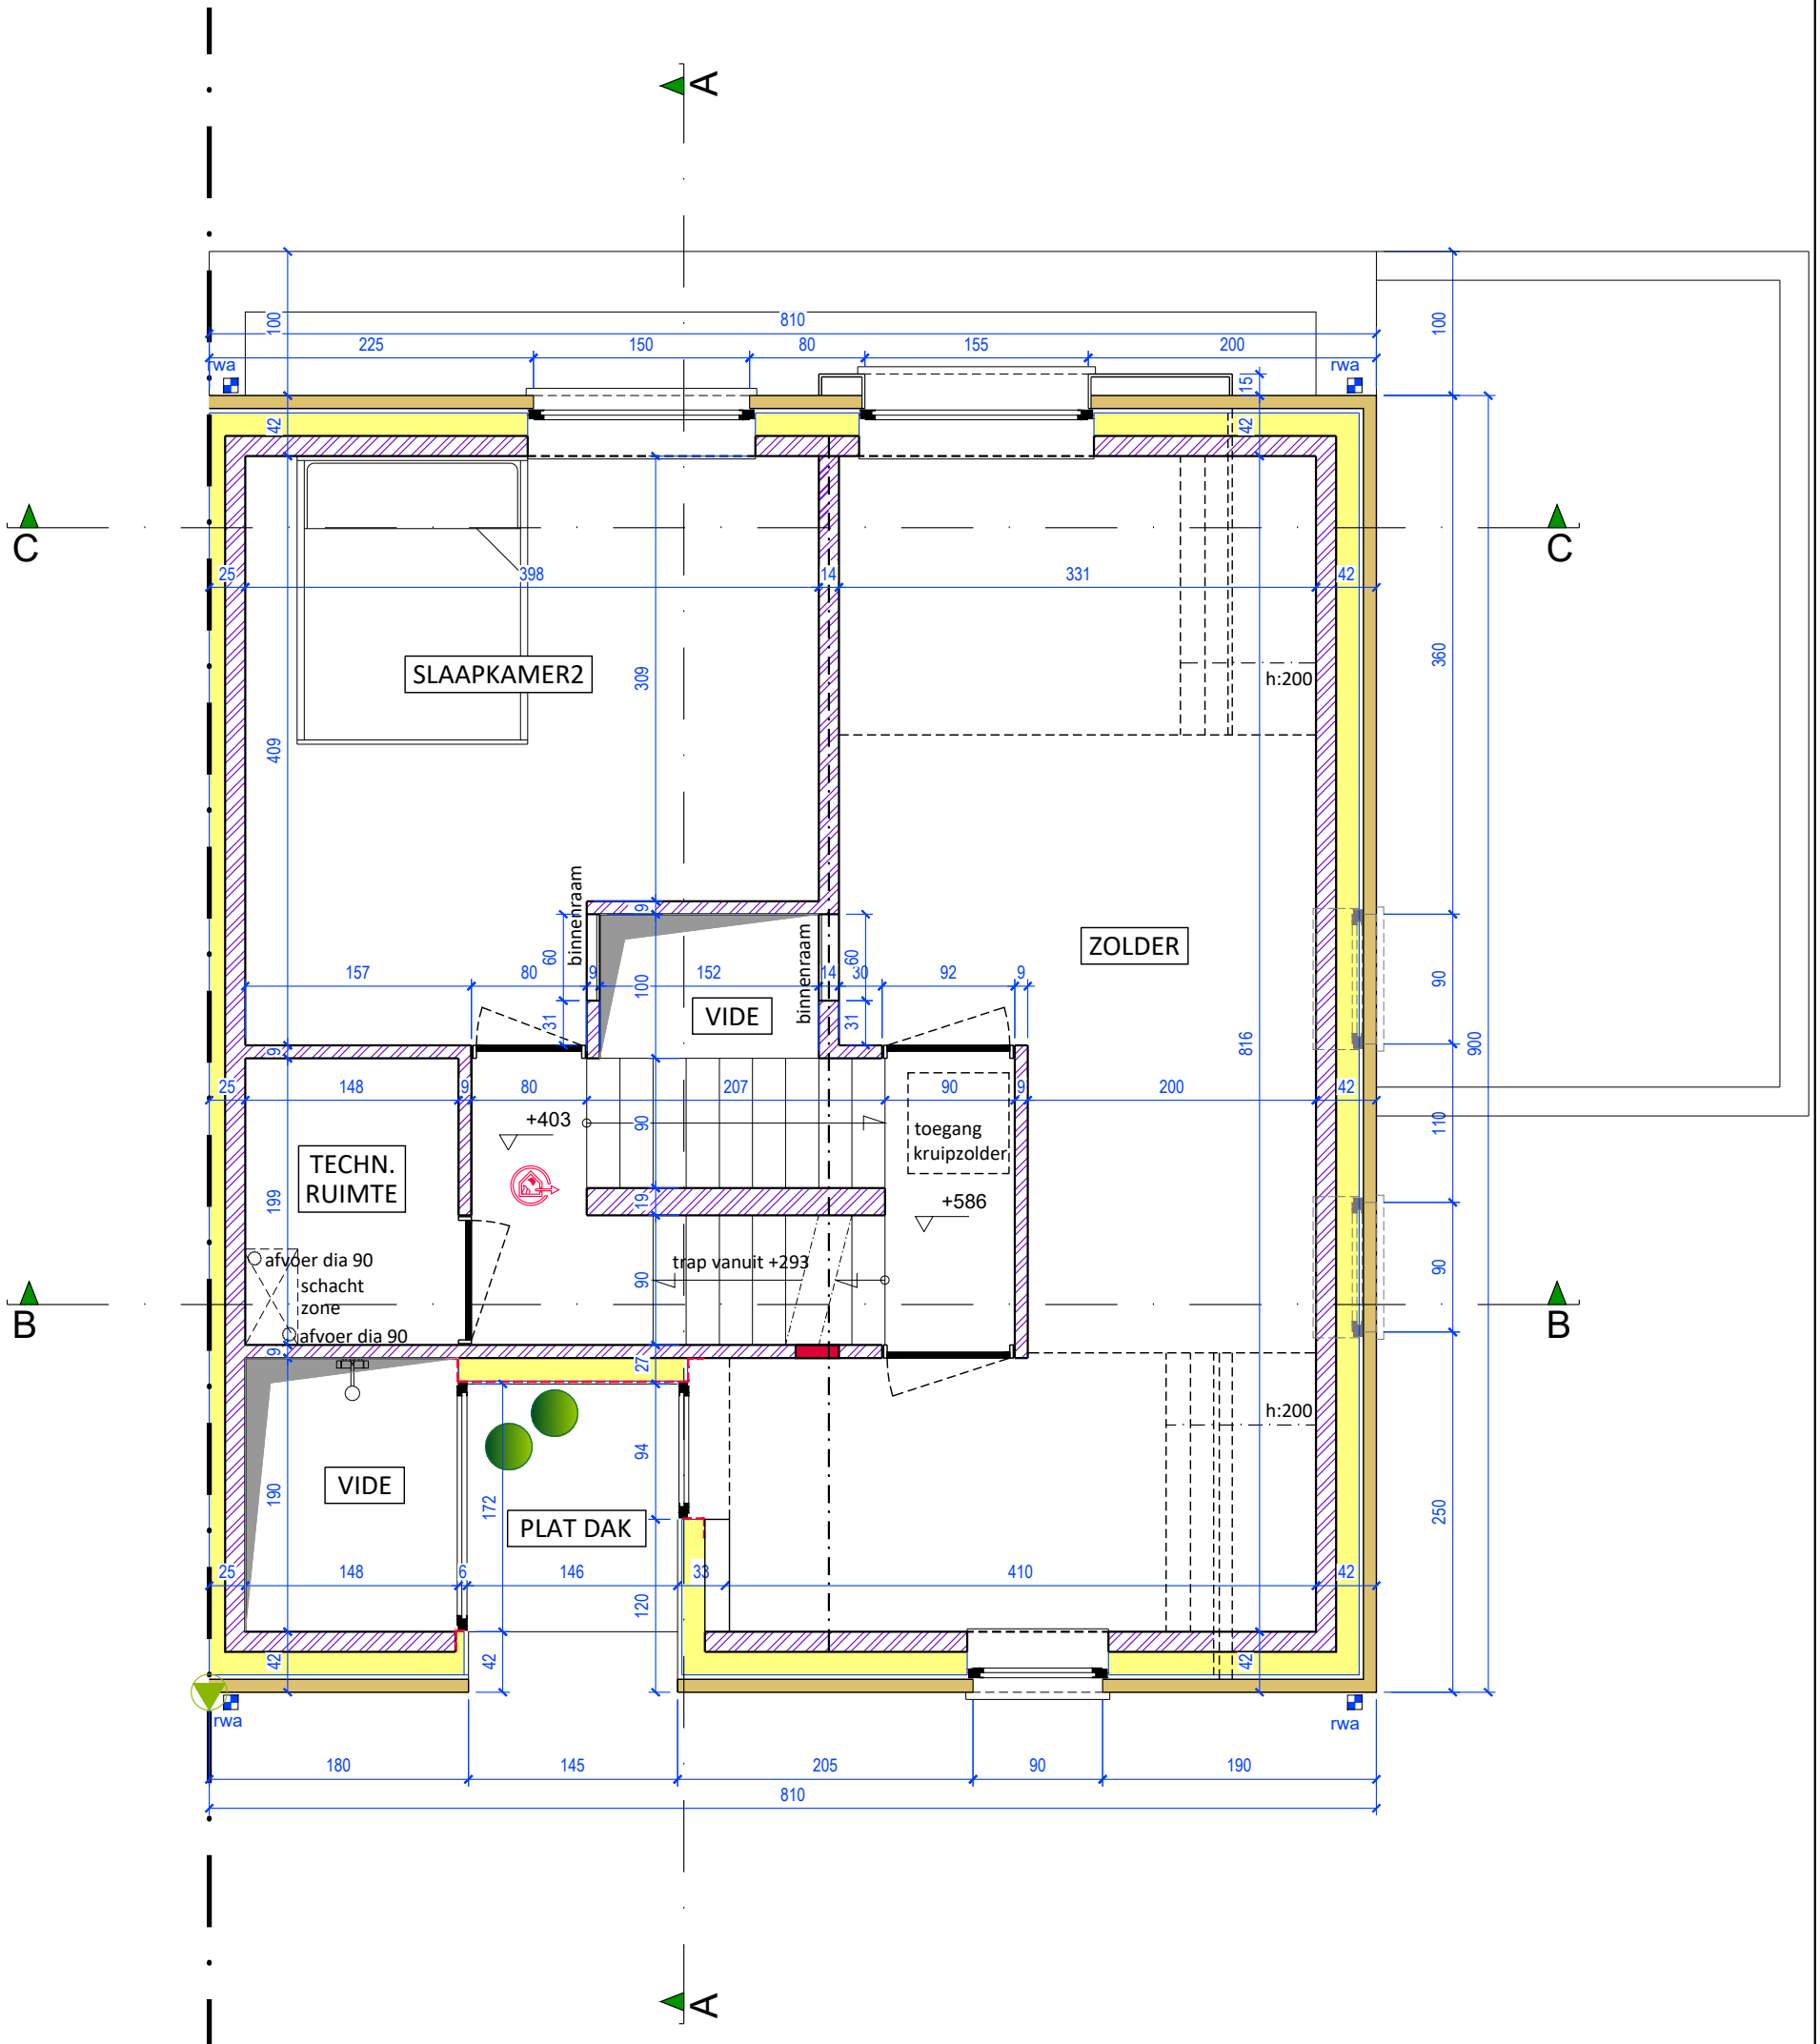 A
100
810
100
225
150
80
155
200
rwa
rwa
15
42
42
C
C
25
398
14
331
42
SLAAPKAMER2
309
360
h:200
409
binnenraam
9
binnenraam
ZOLDER
157
80
60
9
152
14
60
30
92
9
90
100
VIDE
31
31
9
816
900
25
148
9
80
207
90
9
200
42
+403
90
toegang
kruipzolder
110
TECHN.
RUIMTE
199
19
+586
afvoer dia 90
schacht
zone
trap vanuit +293
90
90
B
B
afvoer dia 90
9
27
h:200
94
VIDE
190
172
PLAT DAK
250
25
148
6
146
33
410
42
120
42
42
42
rwa
rwa
180
145
205
90
190
810
A